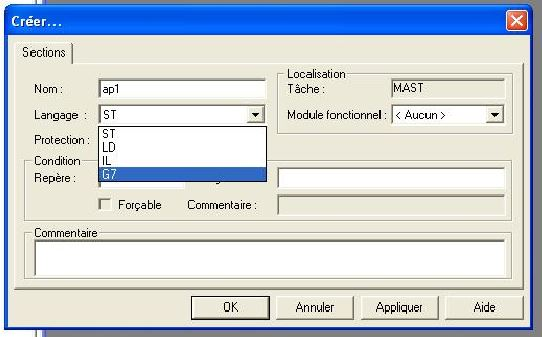 Créer...
Sections
Nom :
ap1
Localisation
Tâche :
MAST
Langage :
ST
Module fonctionnel :
< Aucun >
Protection :
ST
LD
IL
G7
Condition
Repère :
Forçable
Commentaire :
Commentaire
OK
Annuler
Appliquer
Aide